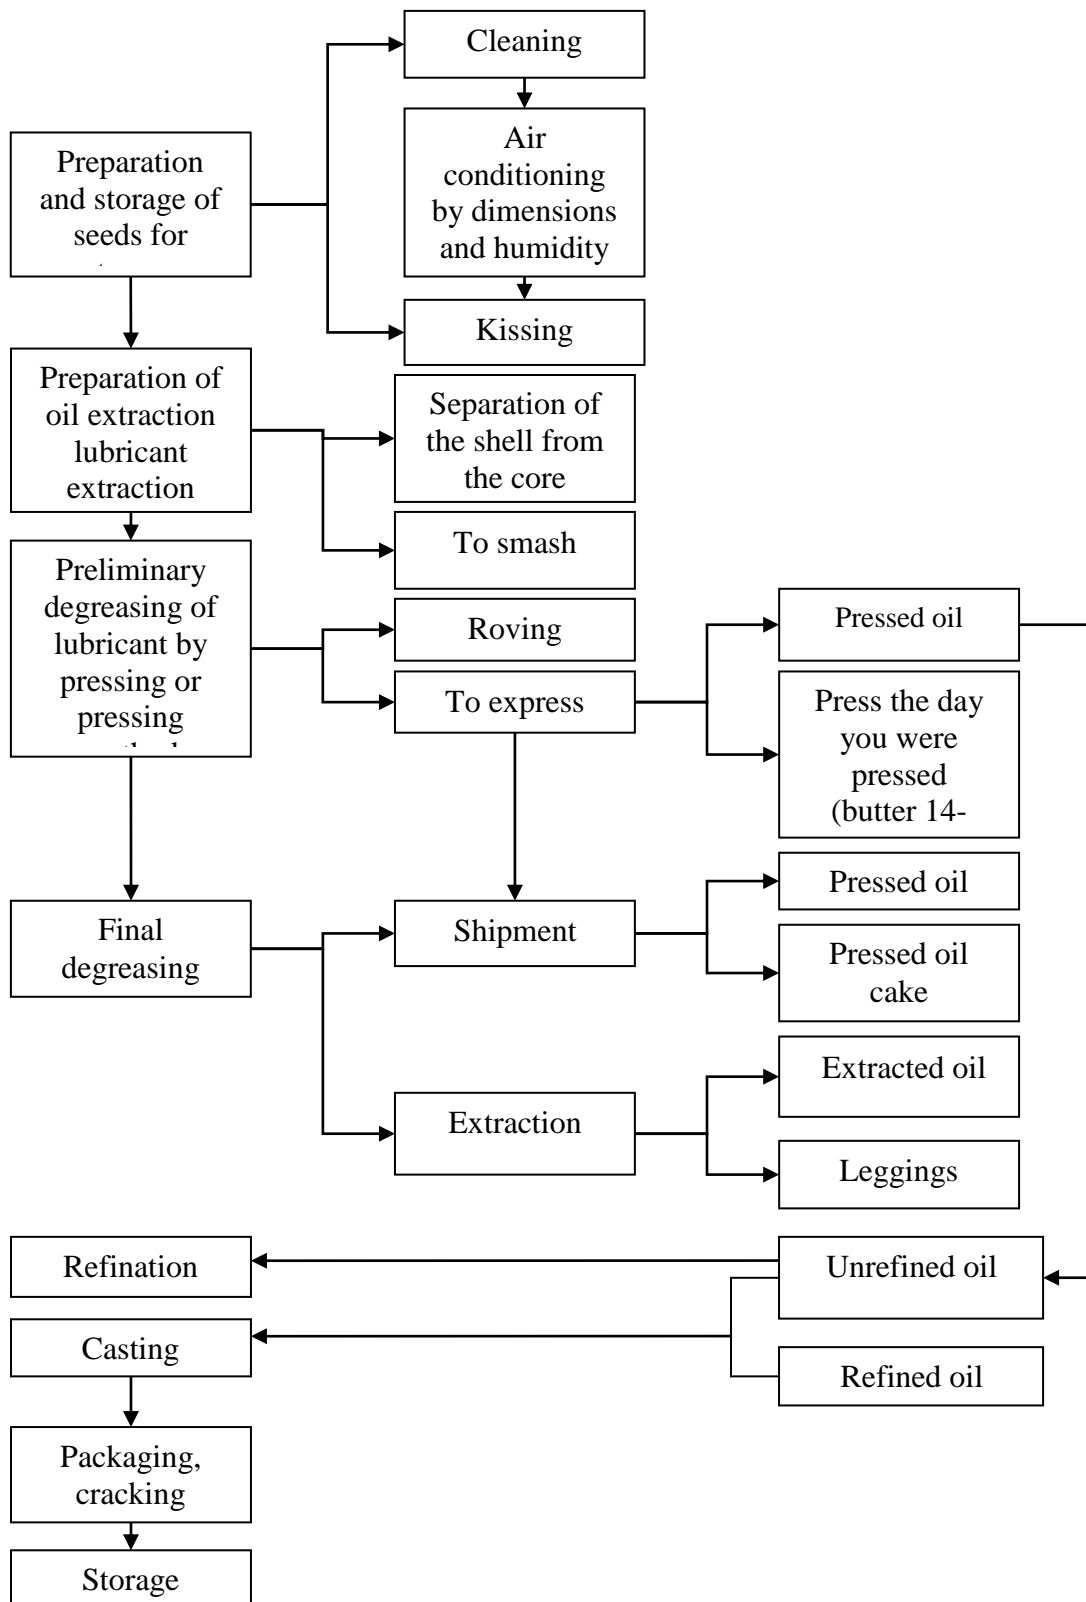 Cleaning
Air
conditioning
by dimensions
and humidity
Preparation
and storage of
seeds for
Kissing
Preparation of
oil extraction
lubricant
extraction
Separation of
the shell from
the core
To smash
Preliminary
degreasing of
lubricant by
pressing or
pressing
Roving
To express
Pressed oil
Press the day
you were
pressed
(butter 14-
Final
degreasing
Shipment
Pressed oil
Pressed oil
cake
Extraction
Extracted oil
Leggings
Refination
Unrefined oil
Casting
Refined oil
Packaging,
cracking
Storage